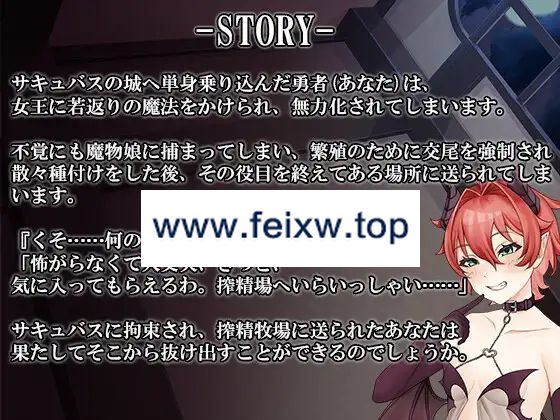 -STORY-
サキュバスの城へ単身乗り込んだ勇者(あなた)は、
女王に若返りの魔法をかけられ、無力化されてしまいます。
不覚にも魔物娘に捕まってしまい、繁殖のために交尾を強制され
散々種付けをした後、その役目を終えてある場所に送られてしま
います。
『くそ……何の
www.feixw.top
「怖がらなくて
気に入ってもらえるわ。搾精場へいらいっしゃい……」
サキュバスに拘束され、搾精牧場に送られたあなたは
果たしてそこから抜け出すことができるのでしょうか。